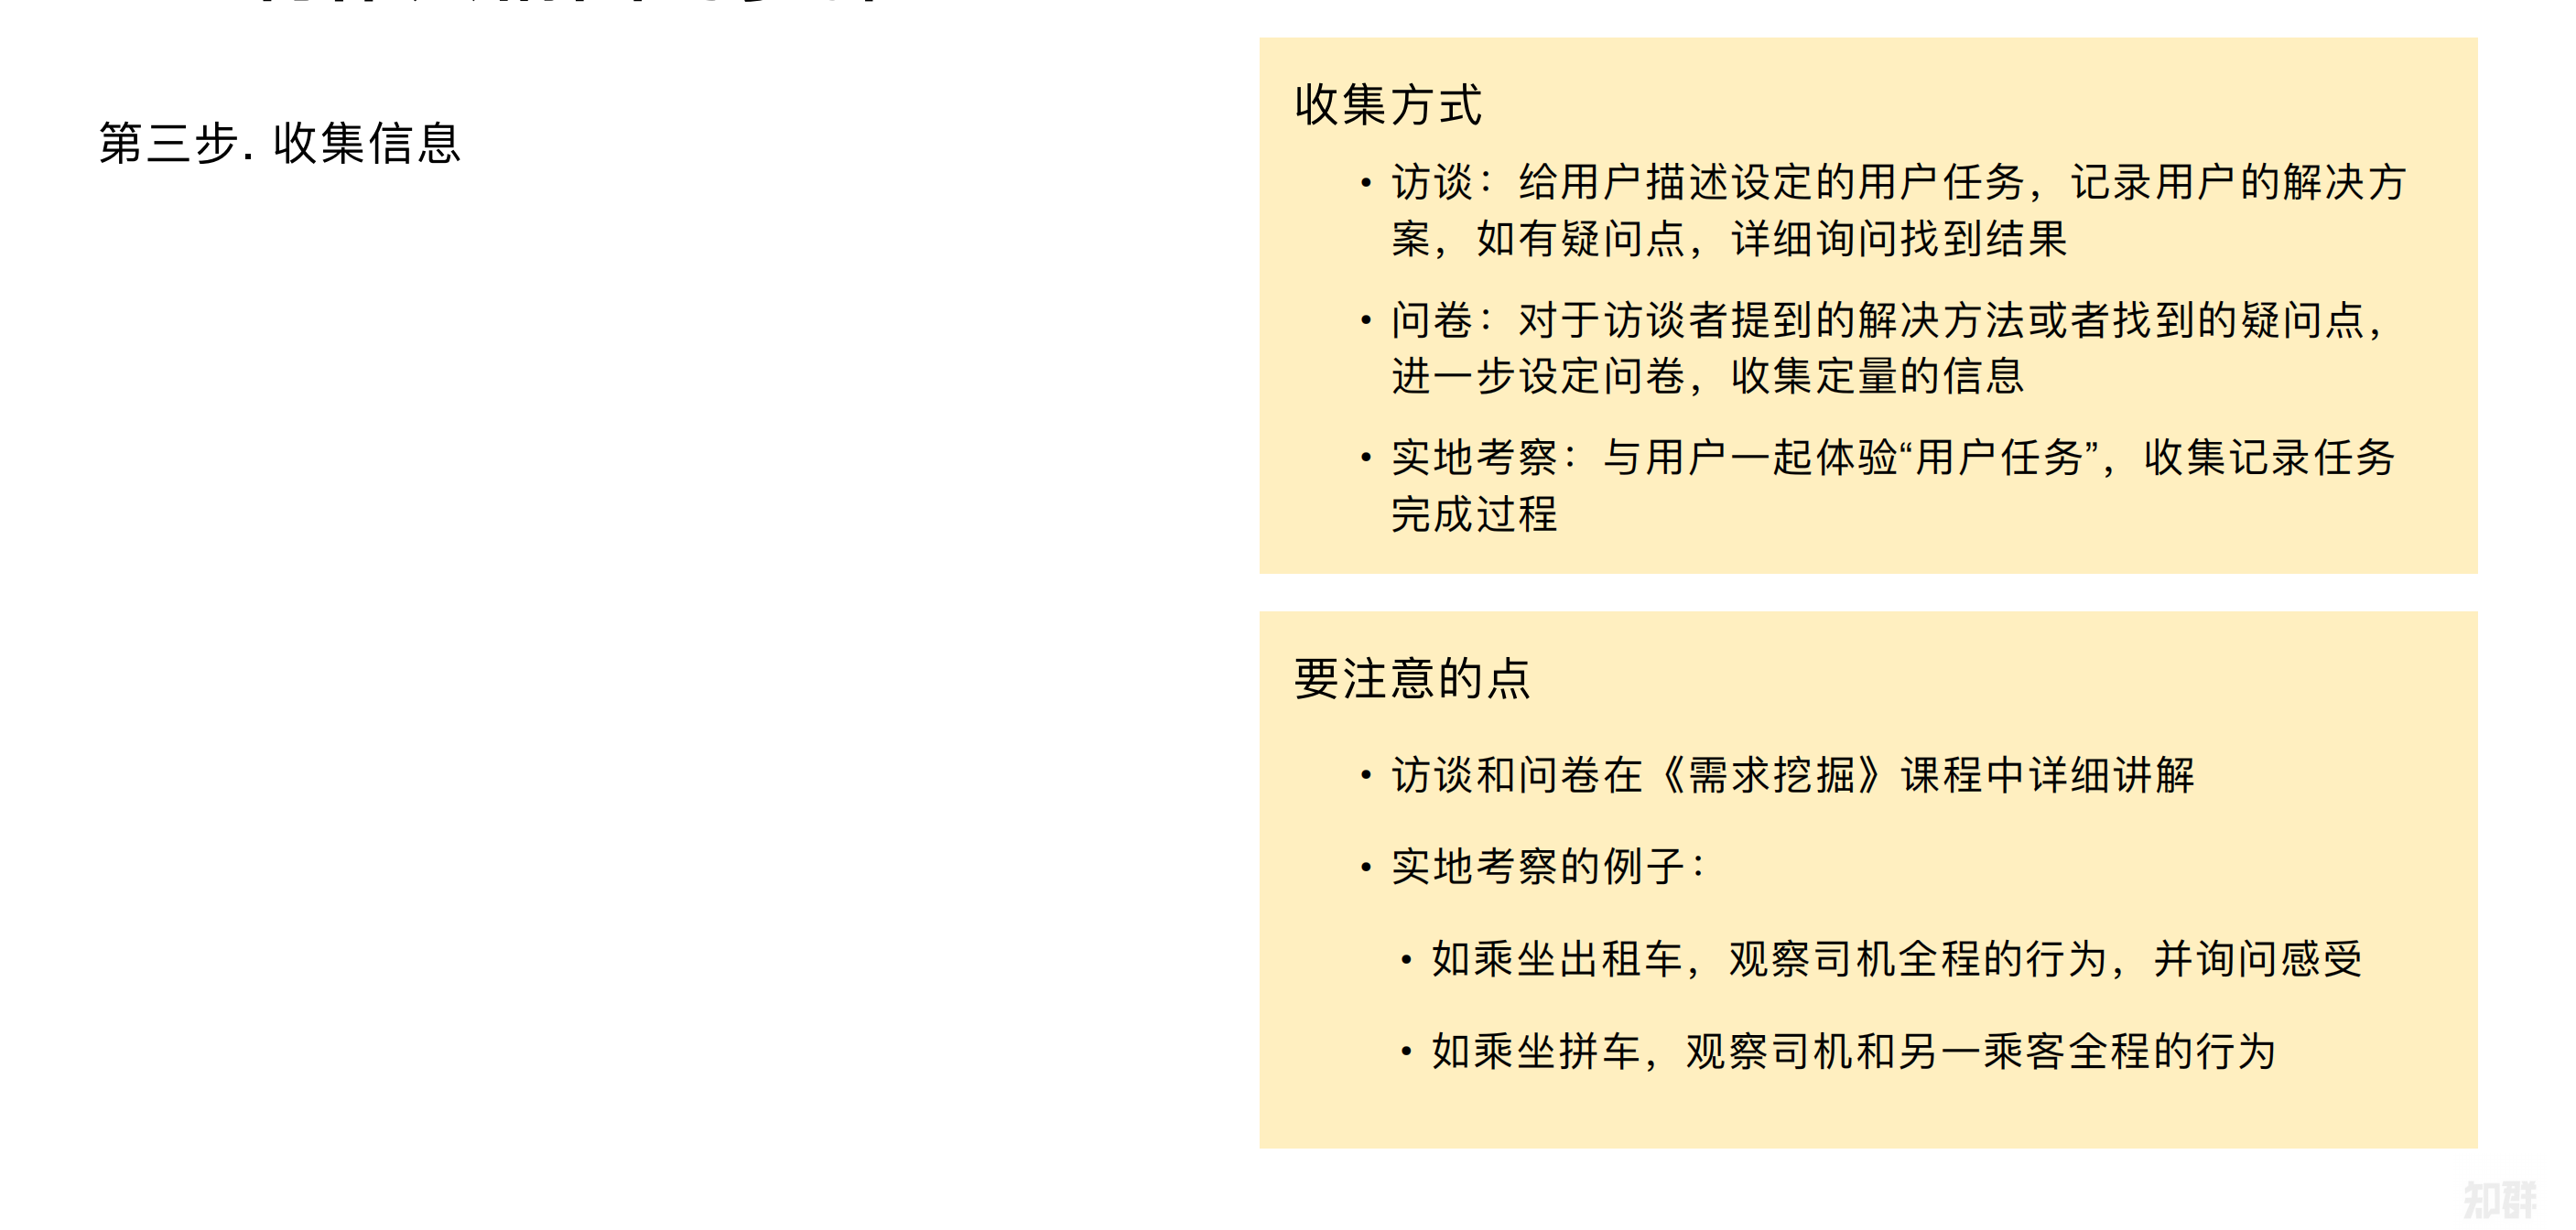 第三步. 收集信息
收集方式
• 访谈：给用户描述设定的用户任务，记录用户的解决方
案，如有疑问点，详细询问找到结果
• 问卷：对于访谈者提到的解决方法或者找到的疑问点，
进一步设定问卷，收集定量的信息
• 实地考察：与用户一起体验“用户任务”，收集记录任务
完成过程
要注意的点
• 访谈和问卷在《需求挖掘》课程中详细讲解
• 实地考察的例子：
• 如乘坐出租车，观察司机全程的行为，并询问感受
• 如乘坐拼车，观察司机和另一乘客全程的行为
知群